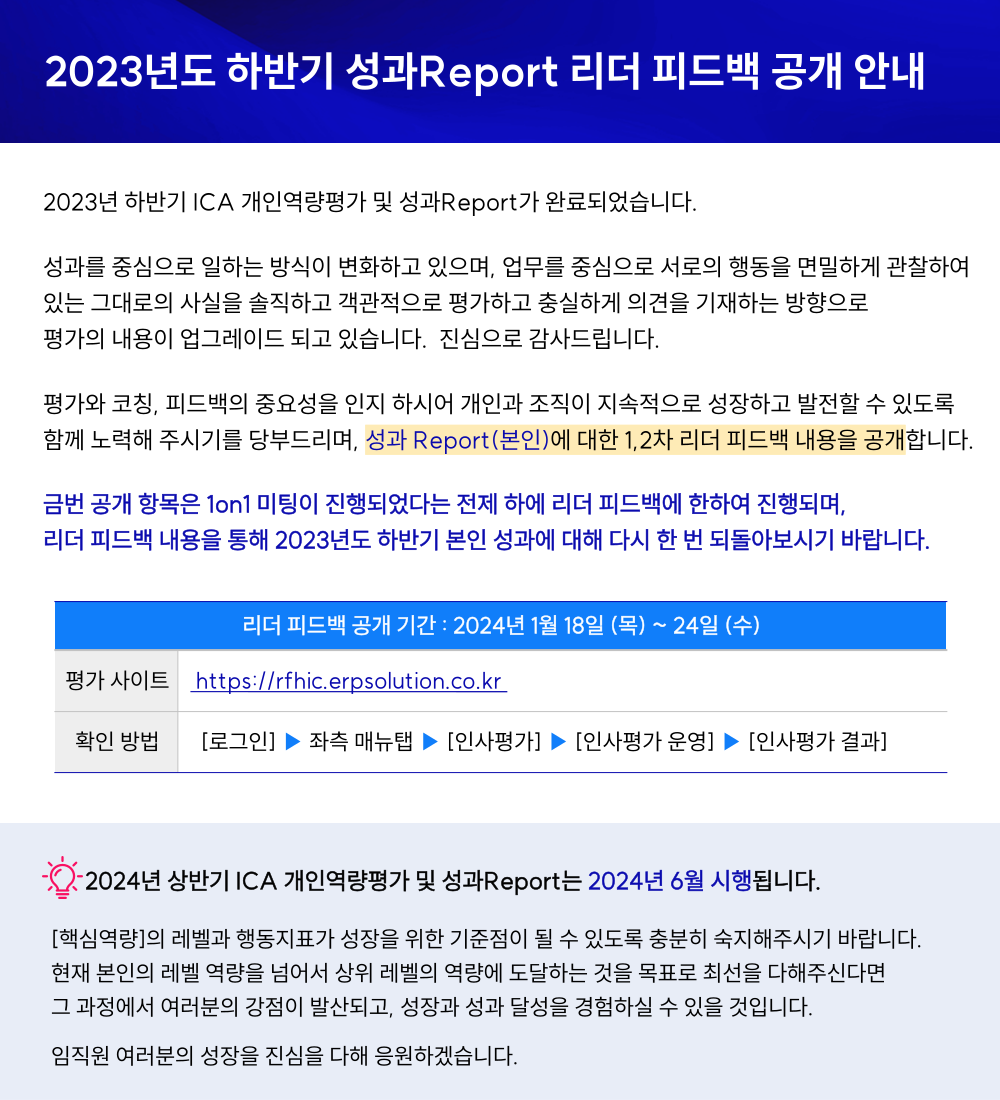 2023년도 하반기 성과Report 리더 피드백 공개 안내
2023년 하반기 ICA 개인역량평가 및 성과Report가 완료되었습니다.
성과를 중심으로 일하는 방식이 변화하고 있으며, 업무를 중심으로 서로의 행동을 면밀하게 관찰하여
있는 그대로의 사실을 솔직하고 객관적으로 평가하고 충실하게 의견을 기재하는 방향으로
평가의 내용이 업그레이드 되고 있습니다. 진심으로 감사드립니다.
평가와 코칭, 피드백의 중요성을 인지 하시어 개인과 조직이 지속적으로 성장하고 발전할 수 있도록
함께 노력해 주시기를 당부드리며, 성과 Report(본인)에 대한 1,2차 리더 피드백 내용을 공개합니다.
금번 공개 항목은 1on1 미팅이 진행되었다는 전제 하에 리더 피드백에 한하여 진행되며,
리더 피드백 내용을 통해 2023년도 하반기 본인 성과에 대해 다시 한 번 되돌아보시기 바랍니다.
리더 피드백 공개 기간 : 2024년 1월 18일 (목) ~ 24일 (수)
평가 사이트 https://rfhic.erpsolution.co.kr
확인 방법 [로그인] ▶ 좌측 매뉴탭 ▶ [인사평가] ▶ [인사평가 운영] ▶ [인사평가 결과]
2024년 상반기 ICA 개인역량평가 및 성과Report는 2024년 6월 시행됩니다.
[핵심역량]의 레벨과 행동지표가 성장을 위한 기준점이 될 수 있도록 충분히 숙지해주시기 바랍니다.
현재 본인의 레벨 역량을 넘어서 상위 레벨의 역량에 도달하는 것을 목표로 최선을 다해주신다면
그 과정에서 여러분의 강점이 발산되고, 성장과 성과 달성을 경험하실 수 있을 것입니다.
임직원 여러분의 성장을 진심을 다해 응원하겠습니다.